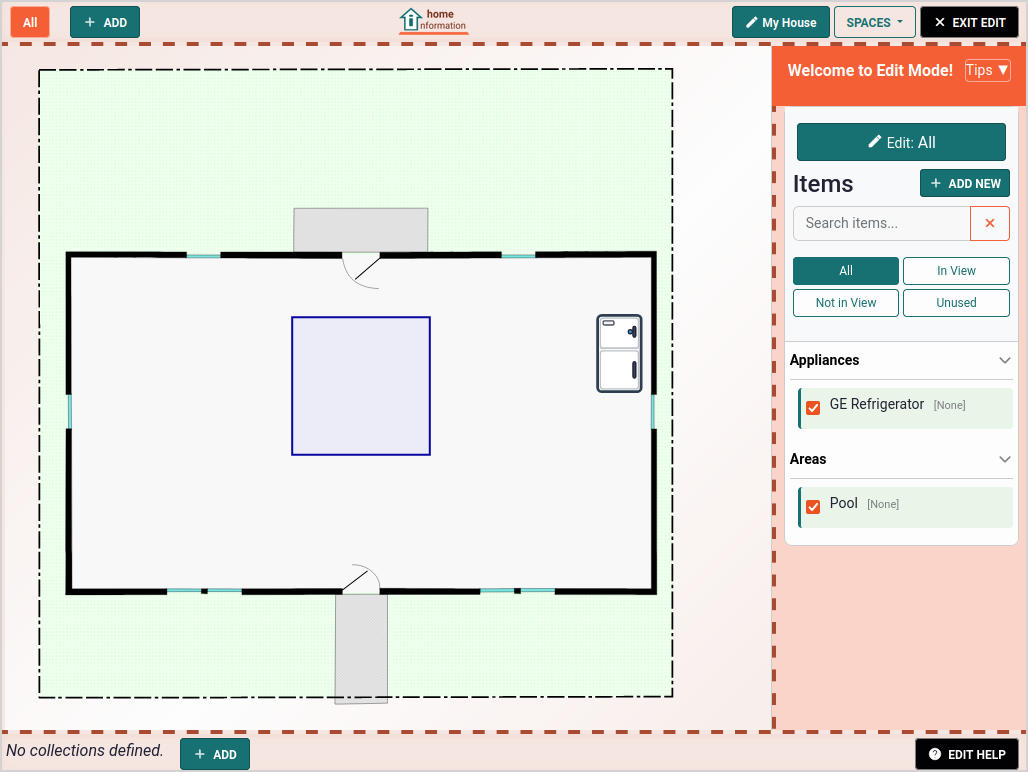 All
ADD
home
nformation
My House
SPACES
EXIT EDIT
Welcome to Edit Mode!
Tips ▼
Edit: All
Items
ADD NEW
Search items...
All
In View
Not in View
Unused
Appliances
GE Refrigerator [None]
Areas
Pool [None]
No collections defined.
ADD
EDIT HELP